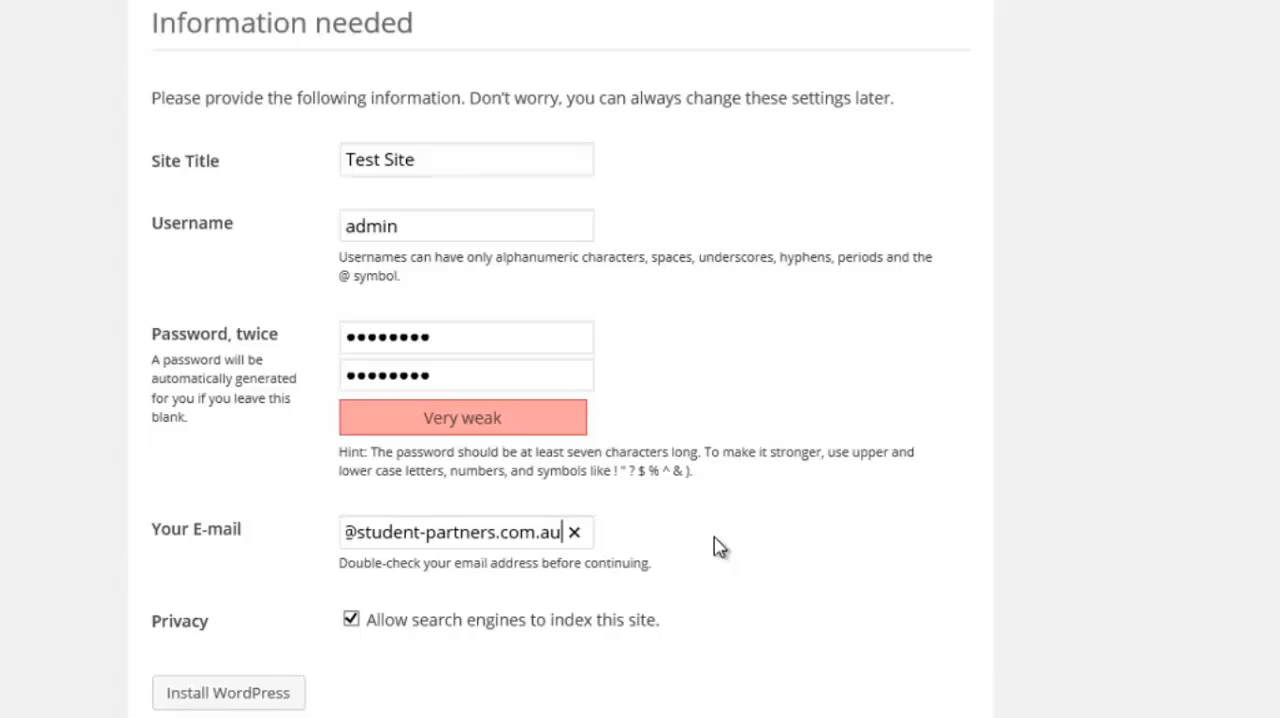 Information needed
Please provide the following information. Don't worry, you can always change these settings later.
Site Title
Test Site
Username
admin
Usernames can have only alphanumeric characters, spaces, underscores, hyphens, periods and the
@ symbol.
Password, twice
A password will be
automatically generated
for you if you leave this
blank.
••••••••
••••••••
Very weak
Hint: The password should be at least seven characters long. To make it stronger, use upper and
lower case letters, numbers, and symbols like ! " ? $ % ^ & ).
Your E-mail
@student-partners.com.au
Double-check your email address before continuing.
Privacy
Allow search engines to index this site.
Install WordPress